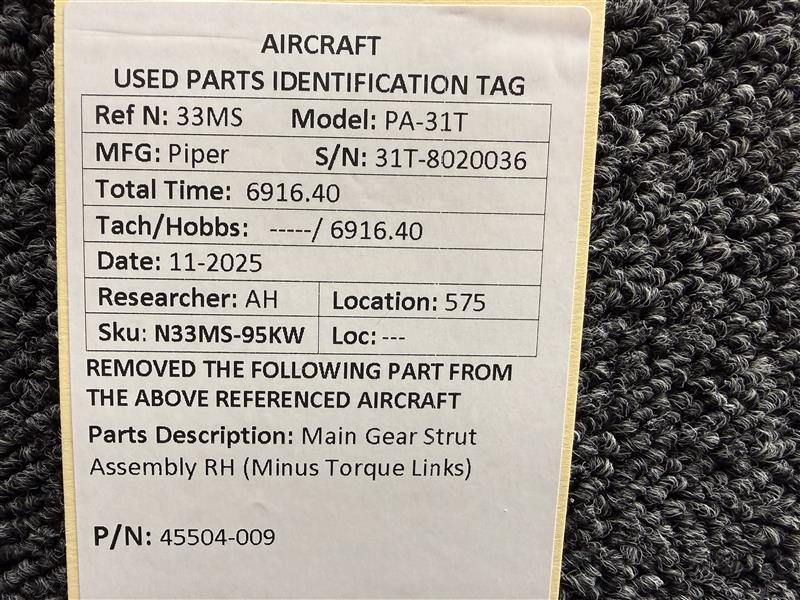 AIRCRAFT
USED PARTS IDENTIFICATION TAG
Ref N: 33MS Model: PA-31T
MFG: Piper S/N: 31T-8020036
Total Time: 6916.40
Tach/Hobbs: -----/ 6916.40
Date: 11-2025
Researcher: AH Location: 575
Sku: N33MS-95KW Loc: ---
REMOVED THE FOLLOWING PART FROM
THE ABOVE REFERENCED AIRCRAFT
Parts Description: Main Gear Strut
Assembly RH (Minus Torque Links)
P/N: 45504-009